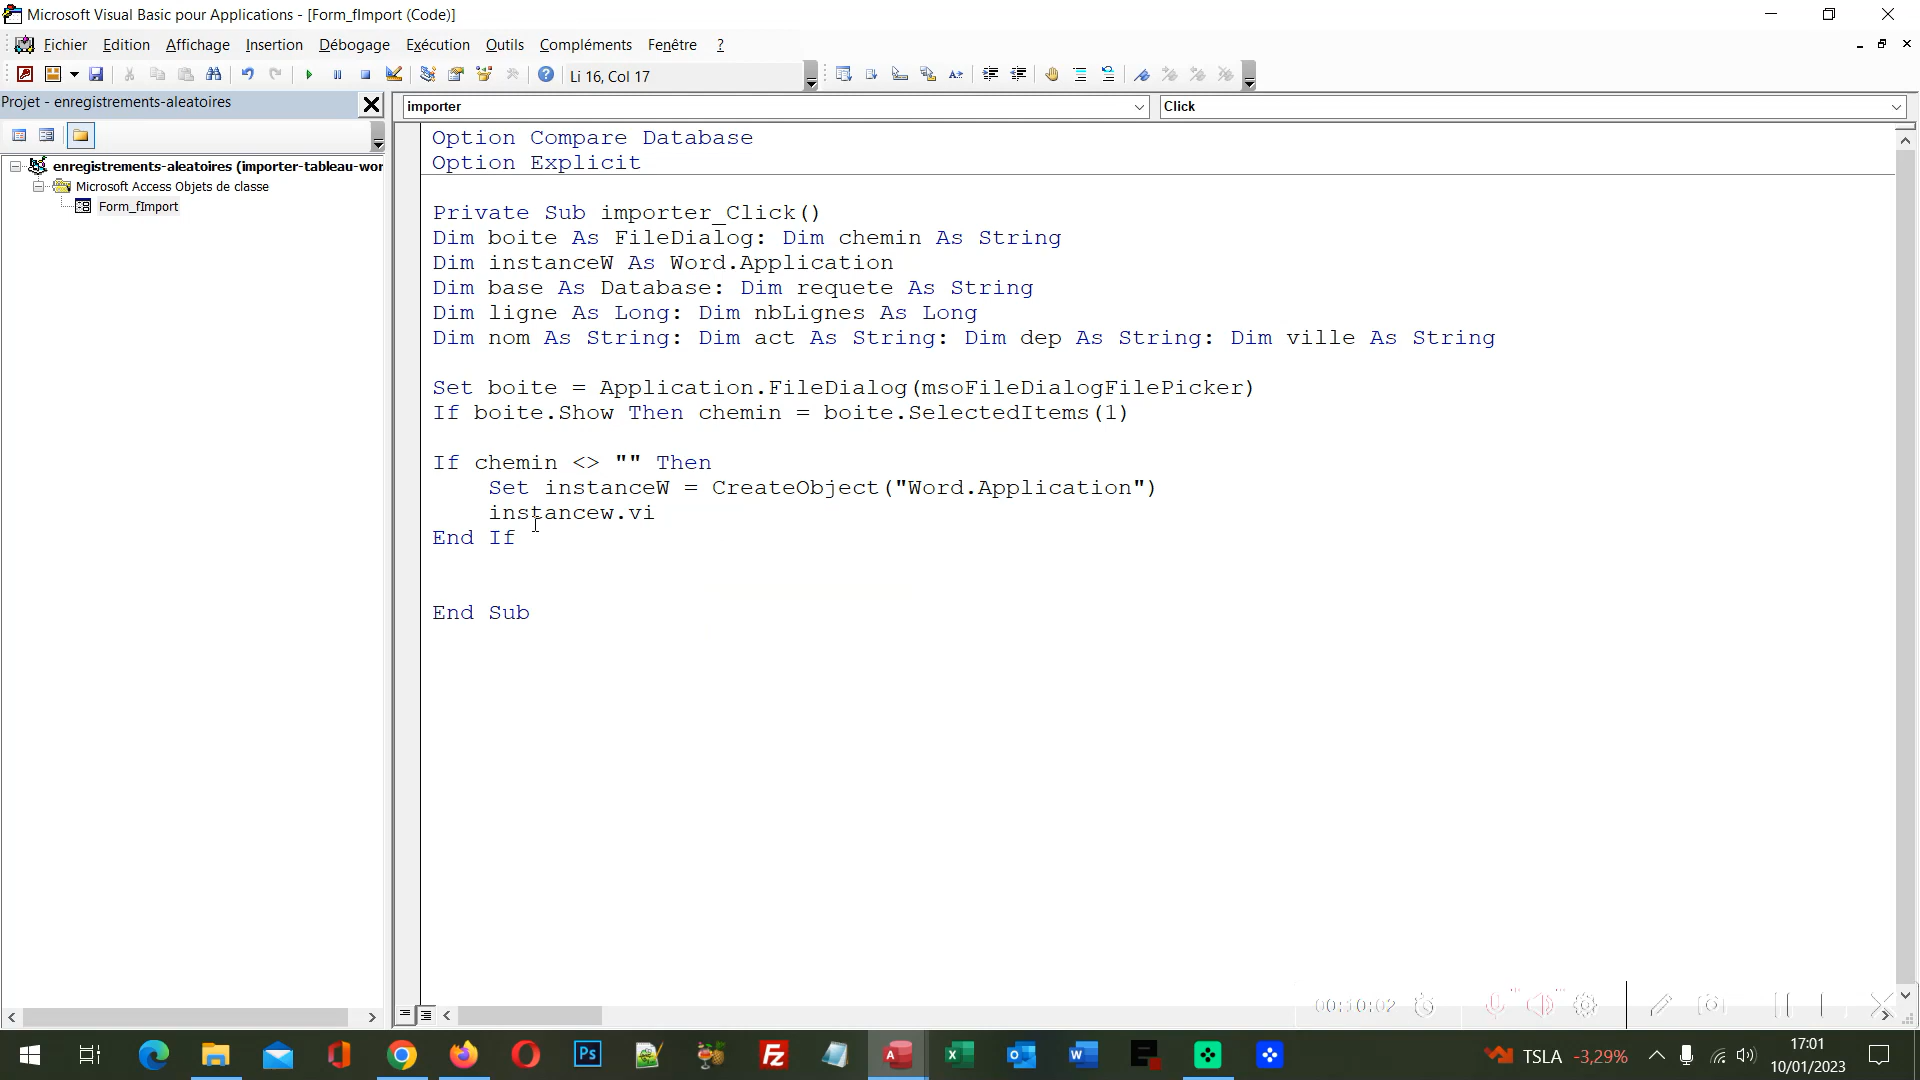 Microsoft Visual Basic pour Applications - [Form_fImport (Code)]
Fichier Edition Affichage Insertion Débogage Exécution Outils Compléments Fenêtre ?
Li 16, Col 17
Projet - enregistrements-aleatoires
importer
Click
enregistrements-aleatoires (importer-tableau-wor
Microsoft Access Objets de classe
Form_fImport
Option Compare Database
Option Explicit
Private Sub importer_Click()
Dim boite As FileDialog: Dim chemin As String
Dim instanceW As Word.Application
Dim base As Database: Dim requete As String
Dim ligne As Long: Dim nbLignes As Long
Dim nom As String: Dim act As String: Dim dep As String: Dim ville As String
Set boite = Application.FileDialog(msoFileDialogFilePicker)
If boite.Show Then chemin = boite.SelectedItems(1)
If chemin <> "" Then
Set instanceW = CreateObject("Word.Application")
instancew.vi
End If
End Sub
00:10:02
TSLA -3,29%
17:01
10/01/2023